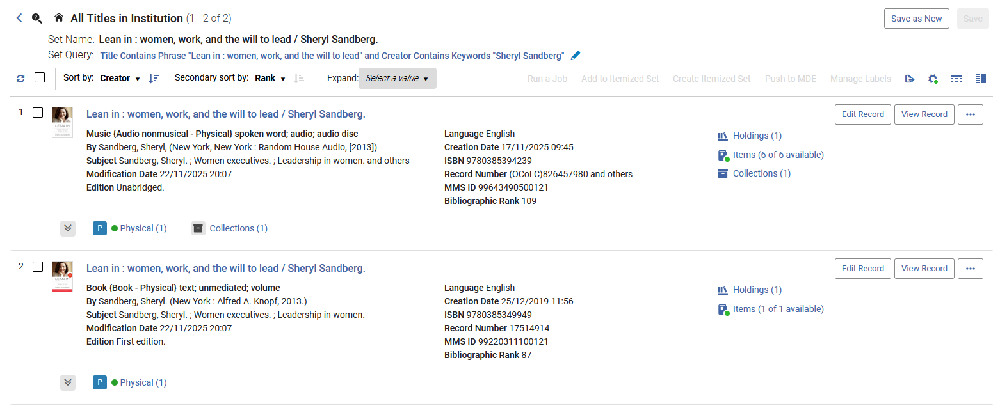 All Titles in Institution (1 - 2 of 2)
Save as New
Save
Set Name: Lean in : women, work, and the will to lead / Sheryl Sandberg.
Set Query: Title Contains Phrase "Lean in : women, work, and the will to lead" and Creator Contains Keywords "Sheryl Sandberg"
Sort by: Creator
Secondary sort by: Rank
Expand: Select a value
Run a Job
Add to Itemized Set
Create Itemized Set
Push to MDE
Manage Labels
1
LEAN IN
Lean in : women, work, and the will to lead / Sheryl Sandberg.
Edit Record
View Record
Music {Audio nonmusical - Physical} spoken word; audio; audio disc
By Sandberg, Sheryl, (New York, New York : Random House Audio, [2013])
Subject Sandberg, Sheryl. ; Women executives. ; Leadership in women. and others
Modification Date 22/11/2025 20:07
Edition Unabridged.
Language English
Creation Date 17/11/2025 09:45
ISBN 9780385394239
Record Number (OCoLC)826457980 and others
MMS ID 99643490500121
Bibliographic Rank 109
Holdings (1)
Items (6 of 6 available)
Collections (1)
P
Physical (1)
Collections (1)
2
LEAN IN
Lean in : women, work, and the will to lead / Sheryl Sandberg.
Edit Record
View Record
Book {Book - Physical} text; unmediated; volume
By Sandberg, Sheryl. (New York : Alfred A. Knopf, 2013.)
Subject Sandberg, Sheryl. ; Women executives. ; Leadership in women.
Modification Date 22/11/2025 20:07
Edition First edition.
Language English
Creation Date 25/12/2019 11:56
ISBN 9780385349949
Record Number 17514914
MMS ID 99220311100121
Bibliographic Rank 87
Holdings (1)
Items (1 of 1 available)
P
Physical (1)